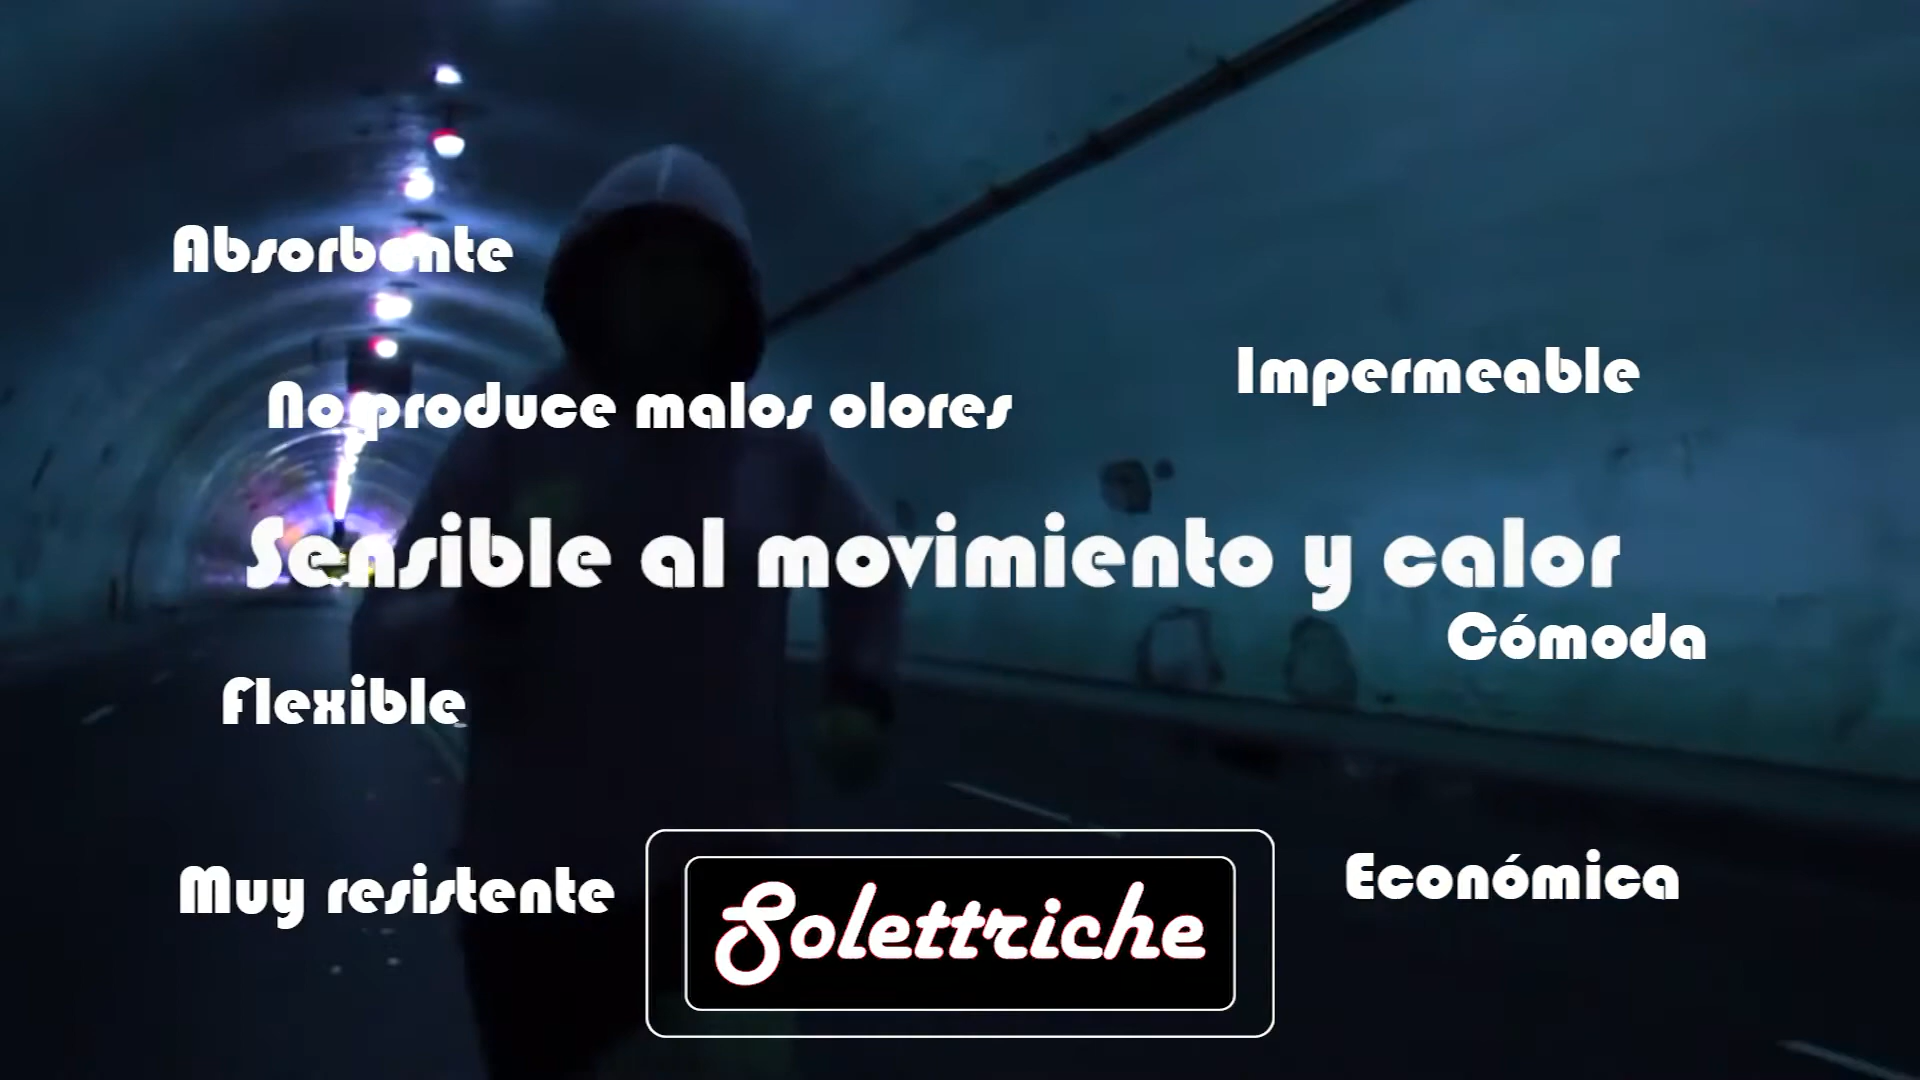 Absorbente
Impermeable
No produce malos olores
Sensible al movimiento y calor
Cómoda
Flexible
Muy resistente
Económica
Solettriche